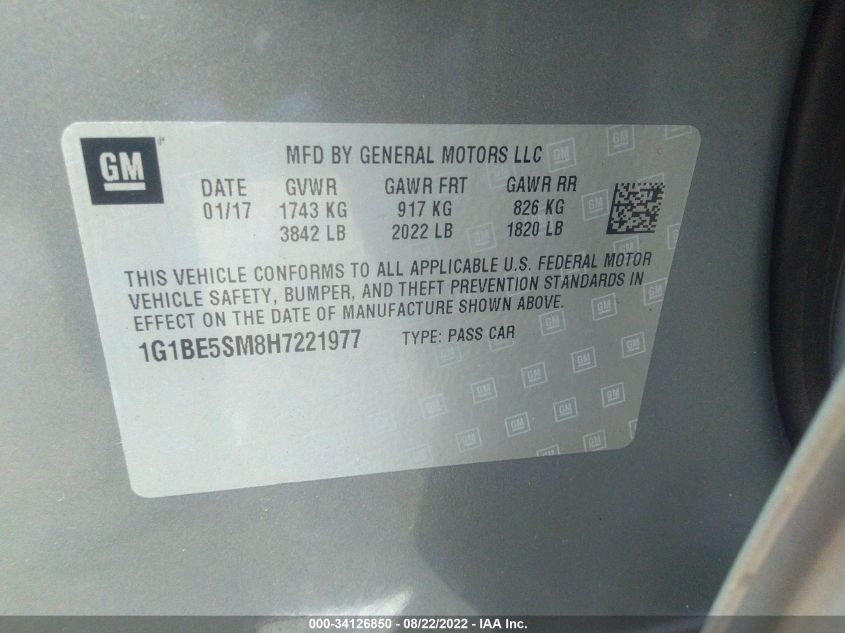 GM
MFD BY GENERAL MOTORS LLC
DATE GVWR GAWR FRT GAWR RR
01/17 1743 KG 917 KG 826 KG
3842 LB 2022 LB 1820 LB
THIS VEHICLE CONFORMS TO ALL APPLICABLE U.S. FEDERAL MOTOR
VEHICLE SAFETY, BUMPER, AND THEFT PREVENTION STANDARDS IN
EFFECT ON THE DATE OF MANUFACTURE SHOWN ABOVE.
1G1BE5SM8H7221977 TYPE: PASS CAR
000-34126850 - 08/22/2022 - IAA Inc.